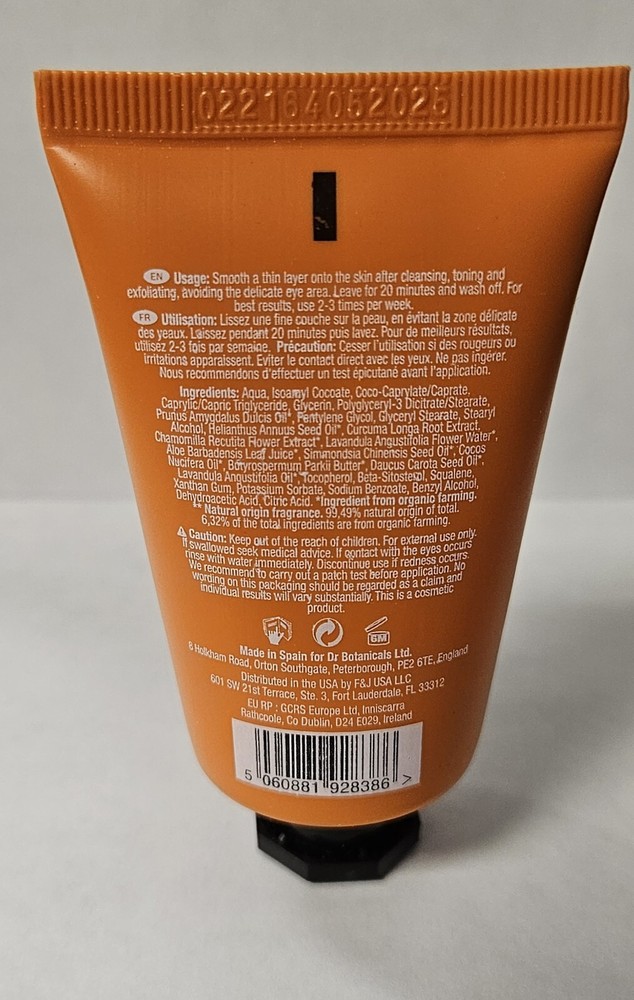 022164052025
EN Usage: Smooth a thin layer onto the skin after cleansing, toning and
exfoliating, avoiding the delicate eye area. Leave for 20 minutes and wash off. For
best results, use 2-3 times per week.
FR Utilisation: Lissez une fine couche sur la peau, en évitant la zone délicate
des yeaux. Laissez pendant 20 minutes puis lavez. Pour de meilleurs résultats,
utilisez 2-3 fois par semaine. Précaution: Cesser l'utilisation si des rougeurs ou
irritations apparaissent. Eviter le contact direct avec les yeux. Ne pas ingérer.
Nous recommendons d'effectuer un test épicutané avant l'application.
Ingredients: Aqua, Isoamyl Cocoate, Coco-Caprylate/Caprate,
Caprylic/Capric Triglyceride, Glycerin, Polyglyceryl-3 Dicitrate/Stearate,
Prunus Amygdalus Dulcis Oil*, Pentylene Glycol, Glyceryl Stearate, Stearyl
Alcohol, Helianthus Annuus Seed Oil*, Curcuma Longa Root Extract,
Chamomilla Recutita Flower Extract*, Lavandula Angustifolia Flower Water*,
Aloe Barbadensis Leaf Juice*, Simmondsia Chinensis Seed Oil*, Cocos
Nucifera Oil*, Botyrospermum Parkii Butter*, Daucus Carota Seed Oil*,
Lavandula Angustifolia Oil*, Tocopherol, Beta-Sitosterol, Squalene,
Xanthan Gum, Potassium Sorbate, Sodium Benzoate, Benzyl Alcohol,
Dehydroacetic Acid, Citric Acid. *Ingredient from organic farming.
** Natural origin fragrance. 99,49% natural origin of total.
6,32% of the total ingredients are from organic farming.
Caution: Keep out of the reach of children. For external use only.
If swallowed seek medical advice. If contact with the eyes occurs
rinse with water immediately. Discontinue use if redness occurs.
We recommend to carry out a patch test before application. No
wording on this packaging should be regarded as a claim and
individual results will vary substantially. This is a cosmetic
product.
6M
Made in Spain for Dr Botanicals Ltd.
8 Holkham Road, Orton Southgate, Peterborough, PE2 6TE, England
Distributed in the USA by F&J USA LLC
601 SW 21st Terrace, Ste. 3, Fort Lauderdale, FL 33312
EU RP : GCRS Europe Ltd, Inniscarra
Rathcoole, Co Dublin, D24 E029, Ireland
5 060881 928386 >